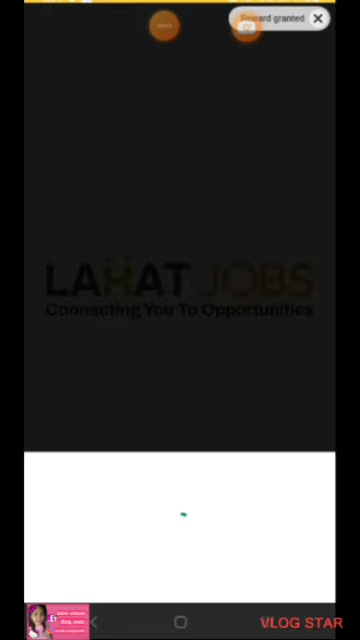 Reward granted
LAHAT JOBS
Connecting You To Opportunities
VLOG STAR